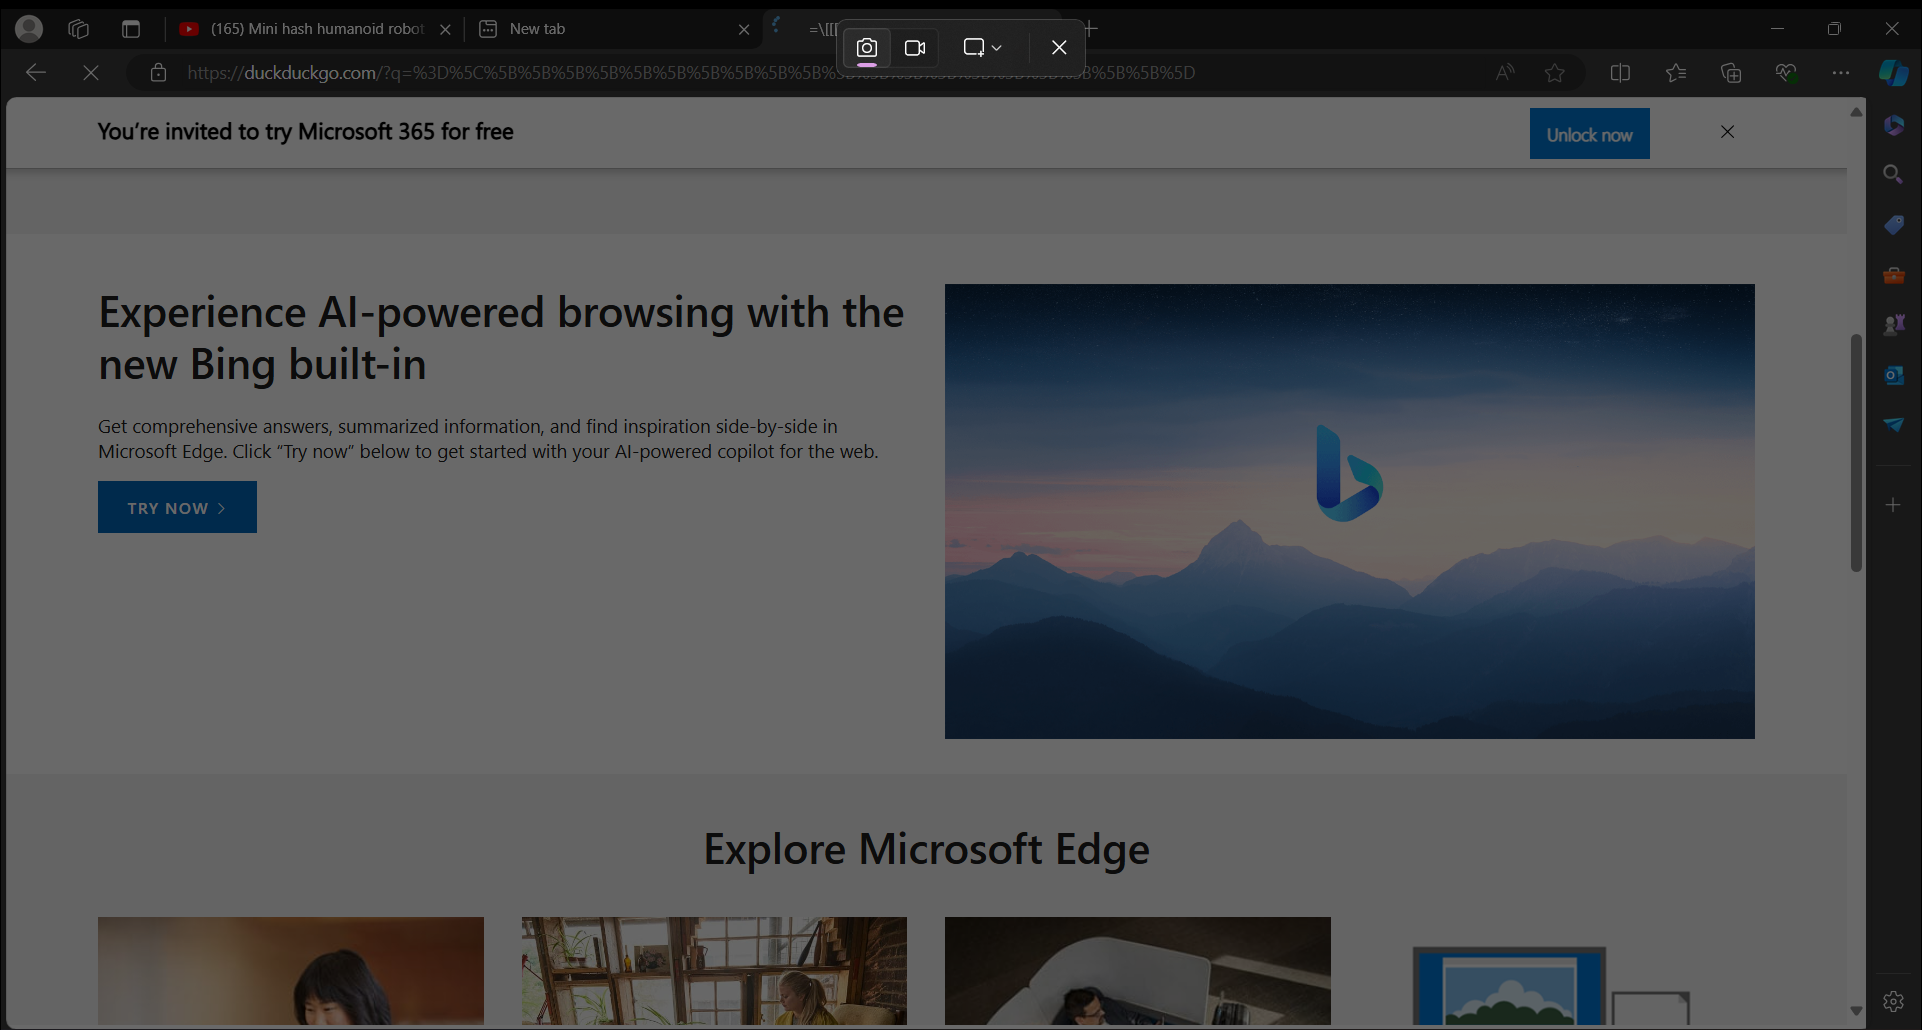 (165) Mini hash humanoid robot
New tab
=\[[[
https://duckduckgo.com/?q=%3D%5C%5B%5B%5B%5B%5B%5B%5B%5B%5B%5B
%5B%5B%5B%5D
You're invited to try Microsoft 365 for free
Unlock now
Experience AI-powered browsing with the
new Bing built-in
Get comprehensive answers, summarized information, and find inspiration side-by-side in
Microsoft Edge. Click “Try now” below to get started with your AI-powered copilot for the web.
TRY NOW >
Explore Microsoft Edge